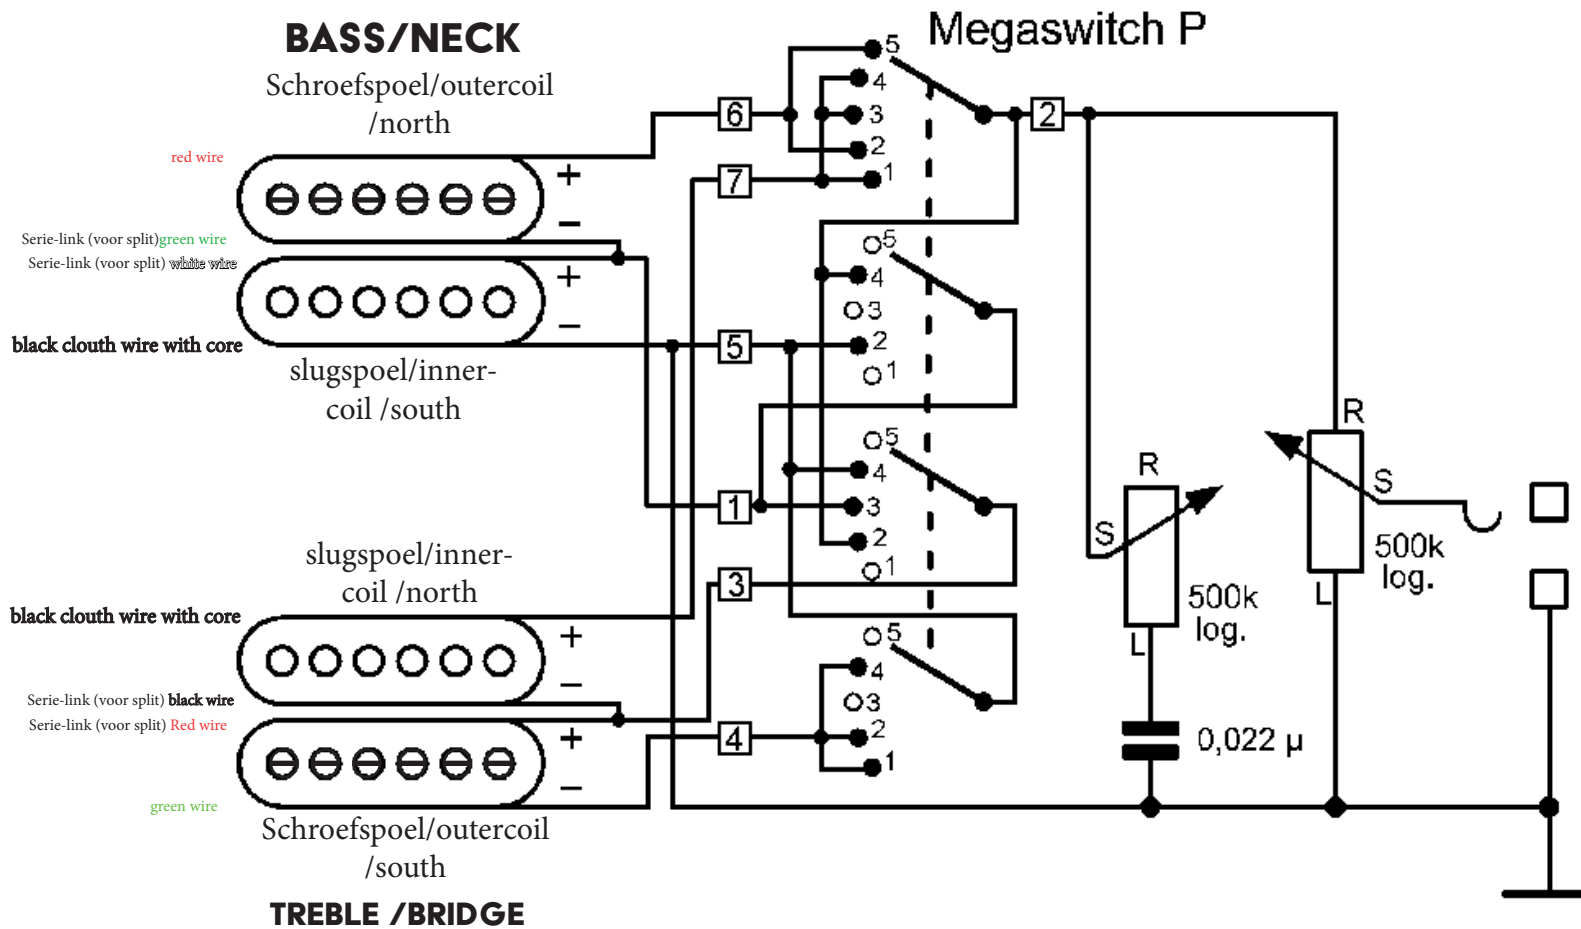 BASS/NECK
Megaswitch P
Schroefspoel/outercoil
/north
red wire
+
−
Serie-link (voor split)green wire
Serie-link (voor split) white wire
+
−
black clouth wire with core
slugspoel/inner-
coil /south
slugspoel/inner-
coil /north
black clouth wire with core
+
−
Serie-link (voor split) black wire
Serie-link (voor split) Red wire
+
−
green wire
Schroefspoel/outercoil
/south
TREBLE /BRIDGE
6
7
5
1
3
4
5
4
3
2
1
2
5
4
3
2
1
5
4
3
2
1
5
4
3
2
1
R
S
L
500k
log.
0,022 µ
R
S
L
500k
log.